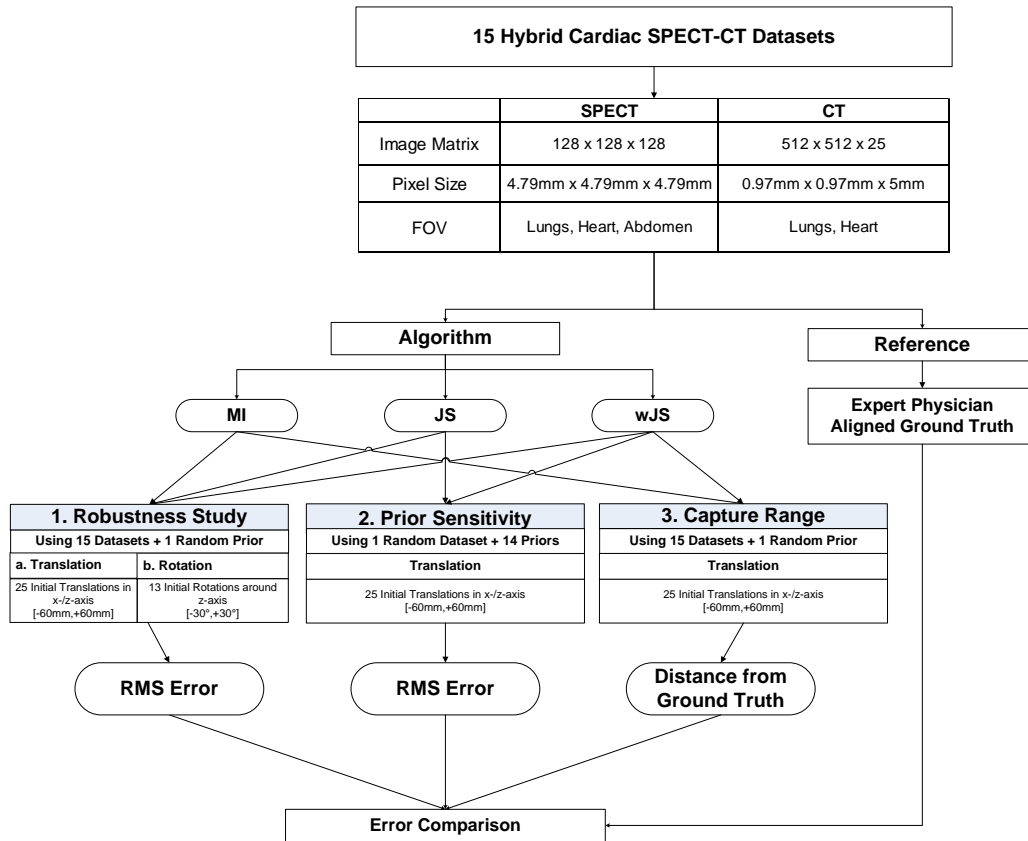 15 Hybrid Cardiac SPECT-CT Datasets
SPECT CT
Image Matrix 128 x 128 x 128 512 x 512 x 25
Pixel Size 4.79mm x 4.79mm x 4.79mm 0.97mm x 0.97mm x 5mm
FOV Lungs, Heart, Abdomen Lungs, Heart
Algorithm
Reference
MI
JS
wJS
Expert Physician
Aligned Ground Truth
1. Robustness Study
Using 15 Datasets + 1 Random Prior
a. Translation
25 Initial Translations in
x-/z-axis
[-60mm,+60mm]
b. Rotation
13 Initial Rotations around
z-axis
[-30°,+30°]
2. Prior Sensitivity
Using 1 Random Dataset + 14 Priors
Translation
25 Initial Translations in x-/z-axis
[-60mm,+60mm]
3. Capture Range
Using 15 Datasets + 1 Random Prior
Translation
25 Initial Translations in x-/z-axis
[-60mm,+60mm]
RMS Error
RMS Error
Distance from
Ground Truth
Error Comparison